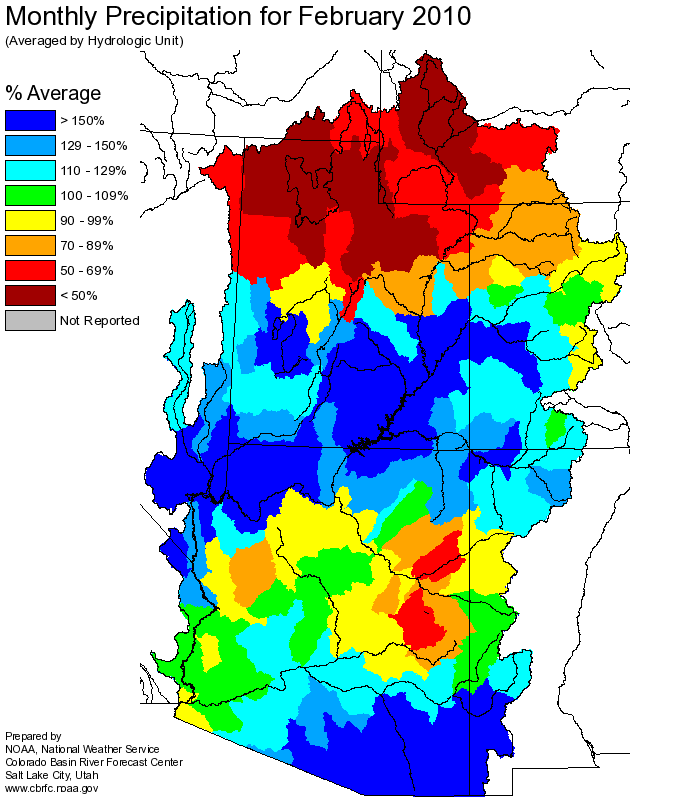 Monthly Precipitation for February 2010
(Averaged by Hydrologic Unit)
% Average
> 150%
129 - 150%
110 - 129%
100 - 109%
90 - 99%
70 - 89%
50 - 69%
< 50%
Not Reported
Prepared by
NOAA, National Weather Service
Colorado Basin River Forecast Center
Salt Lake City, Utah
www.cbrfc.noaa.gov